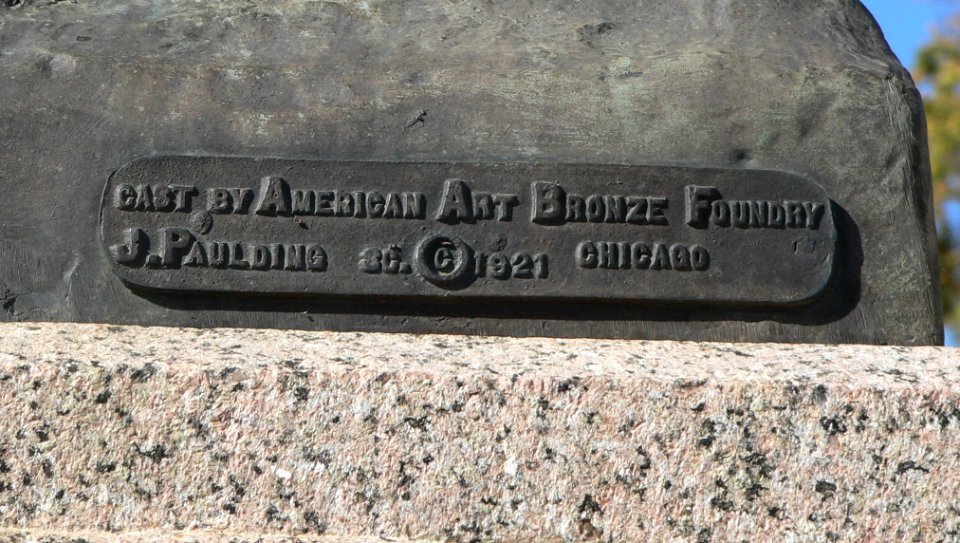 CAST BY AMERICAN ART BRONZE FOUNDRY
J. PAULDING SC. © 1921 CHICAGO